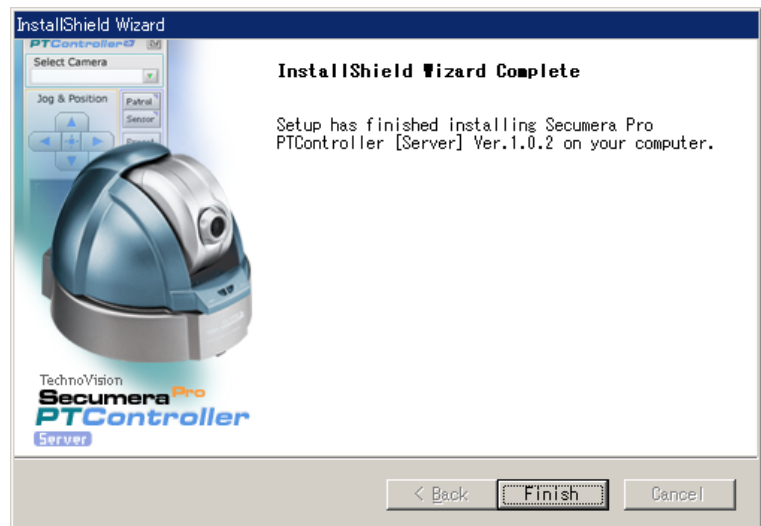 InstallShield Wizard
PTController
Select Camera
Jog & Position
Patrol
Sensor
InstallShield Wizard Complete
Setup has finished installing Secumera Pro
PTController [Server] Ver.1.0.2 on your computer.
TechnoVision
Secumera Pro
PTController
Server
< Back
Finish
Cancel